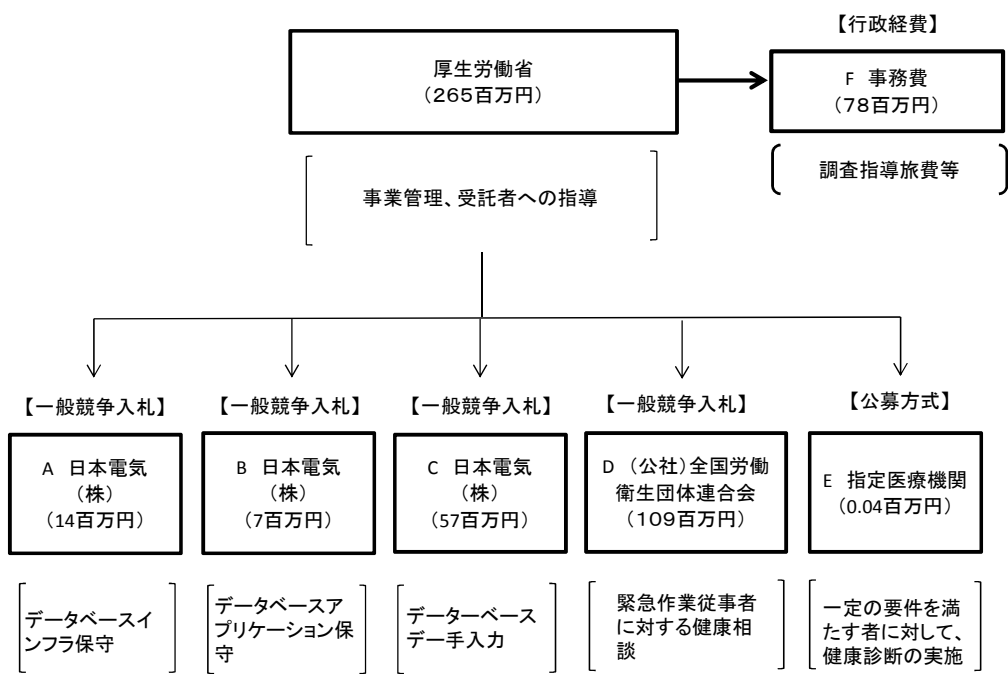 【行政経費】
厚生労働省
（265百万円）
F 事務費
（78百万円）
調査指導旅費等
事業管理、受託者への指導
【一般競争入札】
【一般競争入札】
【一般競争入札】
【一般競争入札】
【公募方式】
A 日本電気
（株）
（14百万円）
B 日本電気
（株）
（7百万円）
C 日本電気
（株）
（57百万円）
D （公社）全国労働
衛生団体連合会
（109百万円）
E 指定医療機関
（0.04百万円）
データベースイ
ンフラ保守
データベースア
プリケーション保
守
データーベース
デー手入力
緊急作業従事者
に対する健康相
談
一定の要件を満
たす者に対して、
健康診断の実施